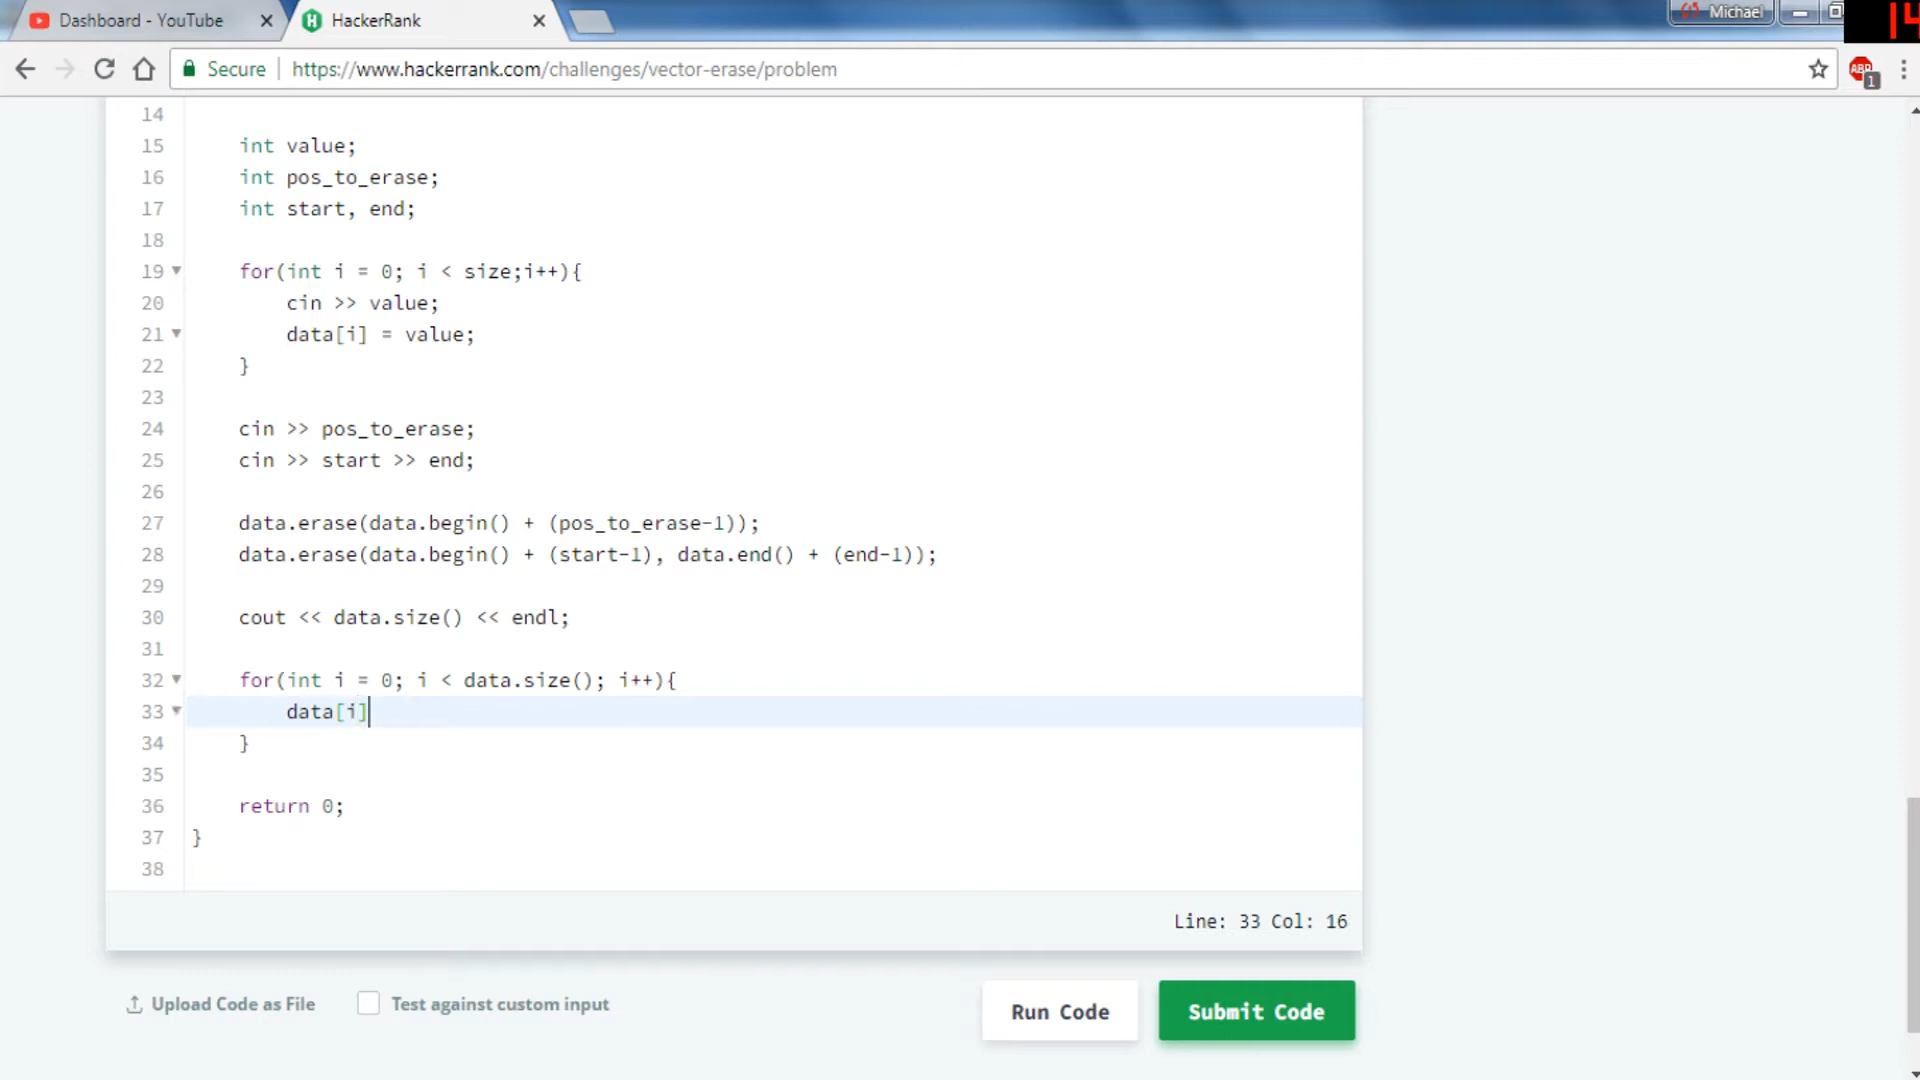 Dashboard - YouTube
HackerRank
Michael
14
Secure https://www.hackerrank.com/challenges/vector-erase/problem
ABP 1
14
15 int value;
16 int pos_to_erase;
17 int start, end;
18
19 for(int i = 0; i < size;i++){
20 cin >> value;
21 data[i] = value;
22 }
23
24 cin >> pos_to_erase;
25 cin >> start >> end;
26
27 data.erase(data.begin() + (pos_to_erase-1));
28 data.erase(data.begin() + (start-1), data.end() + (end-1));
29
30 cout << data.size() << endl;
31
32 for(int i = 0; i < data.size(); i++){
33 data[i]
34 }
35
36 return 0;
37 }
38
Line: 33 Col: 16
Upload Code as File
Test against custom input
Run Code
Submit Code